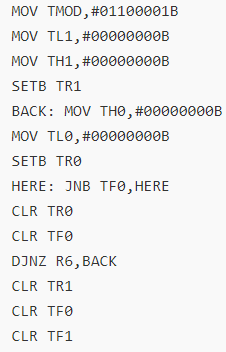 MOV TMOD,#01100001B
MOV TL1,#00000000B
MOV TH1,#00000000B
SETB TR1
BACK: MOV TH0,#00000000B
MOV TL0,#00000000B
SETB TR0
HERE: JNB TF0,HERE
CLR TR0
CLR TF0
DJNZ R6,BACK
CLR TR1
CLR TF0
CLR TF1